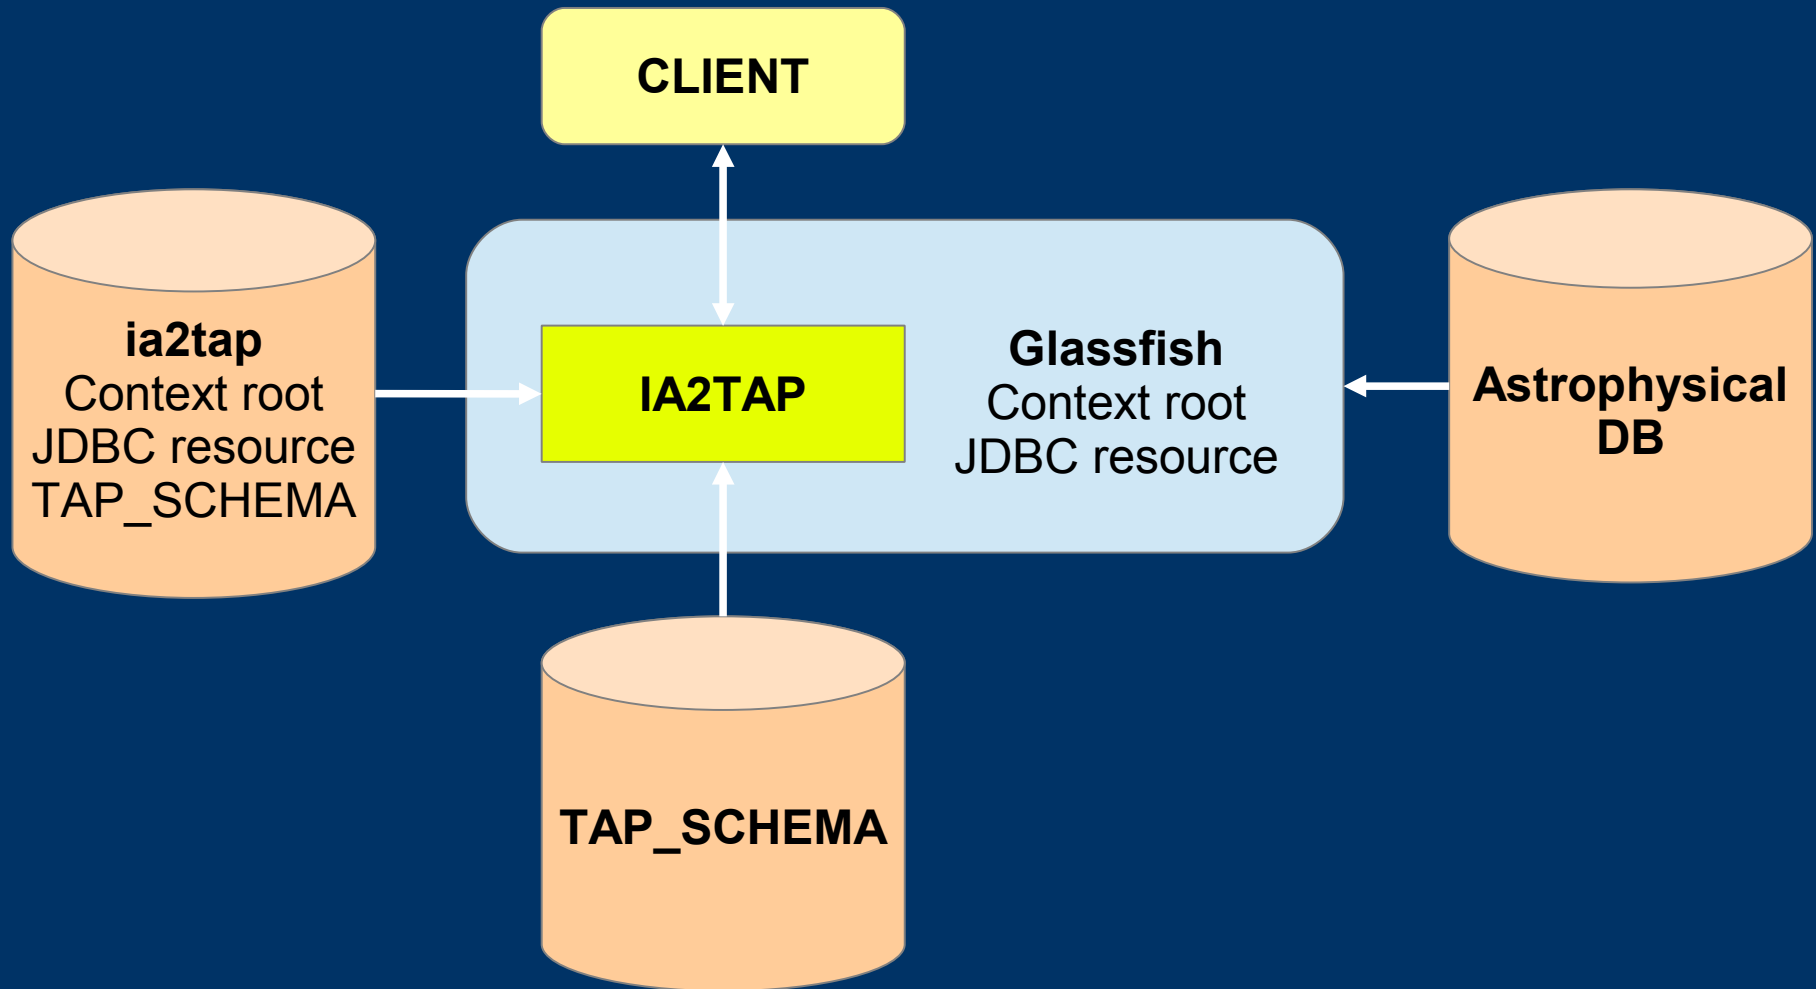 CLIENT
ia2tap
Context root
JDBC resource
TAP_SCHEMA
IA2TAP
Glassfish
Context root
JDBC resource
Astrophysical
DB
TAP_SCHEMA